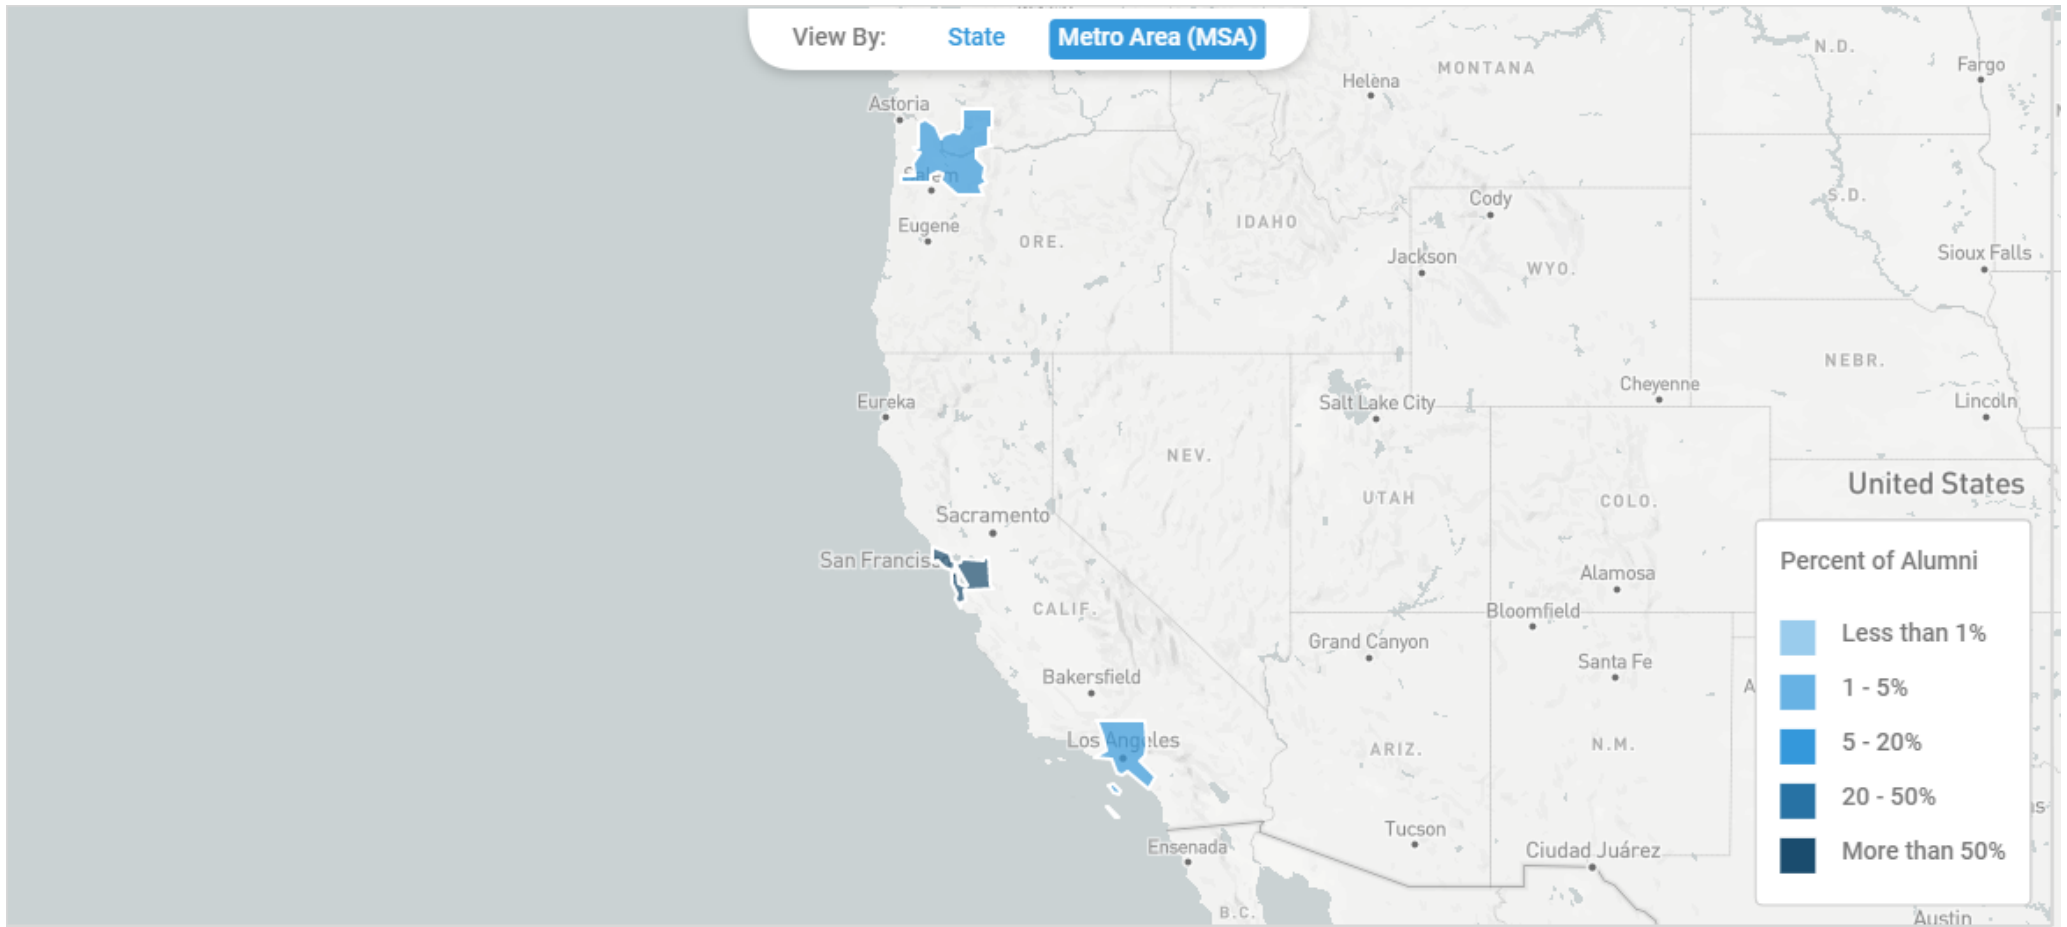 View By: State Metro Area (MSA)
N.D.
Fargo
MONTANA
Helena
Astoria
Salem
Cody
S.D.
Eugene
IDAHO
ORE.
Jackson
Sioux Falls
WYO.
NEBR.
Cheyenne
Eureka
Salt Lake City
Lincoln
NEV.
United States
UTAH
COLO.
Sacramento
San Francisc
Percent of Alumni
Alamosa
CALIF.
Bloomfield
Less than 1%
Grand Canyon
Santa Fe
Bakersfield
A
1 - 5%
Los Angeles
ARIZ.
N.M.
5 - 20%
20 - 50%
Tucson
Ensenada
Ciudad Juárez
More than 50%
B.C.
Austin